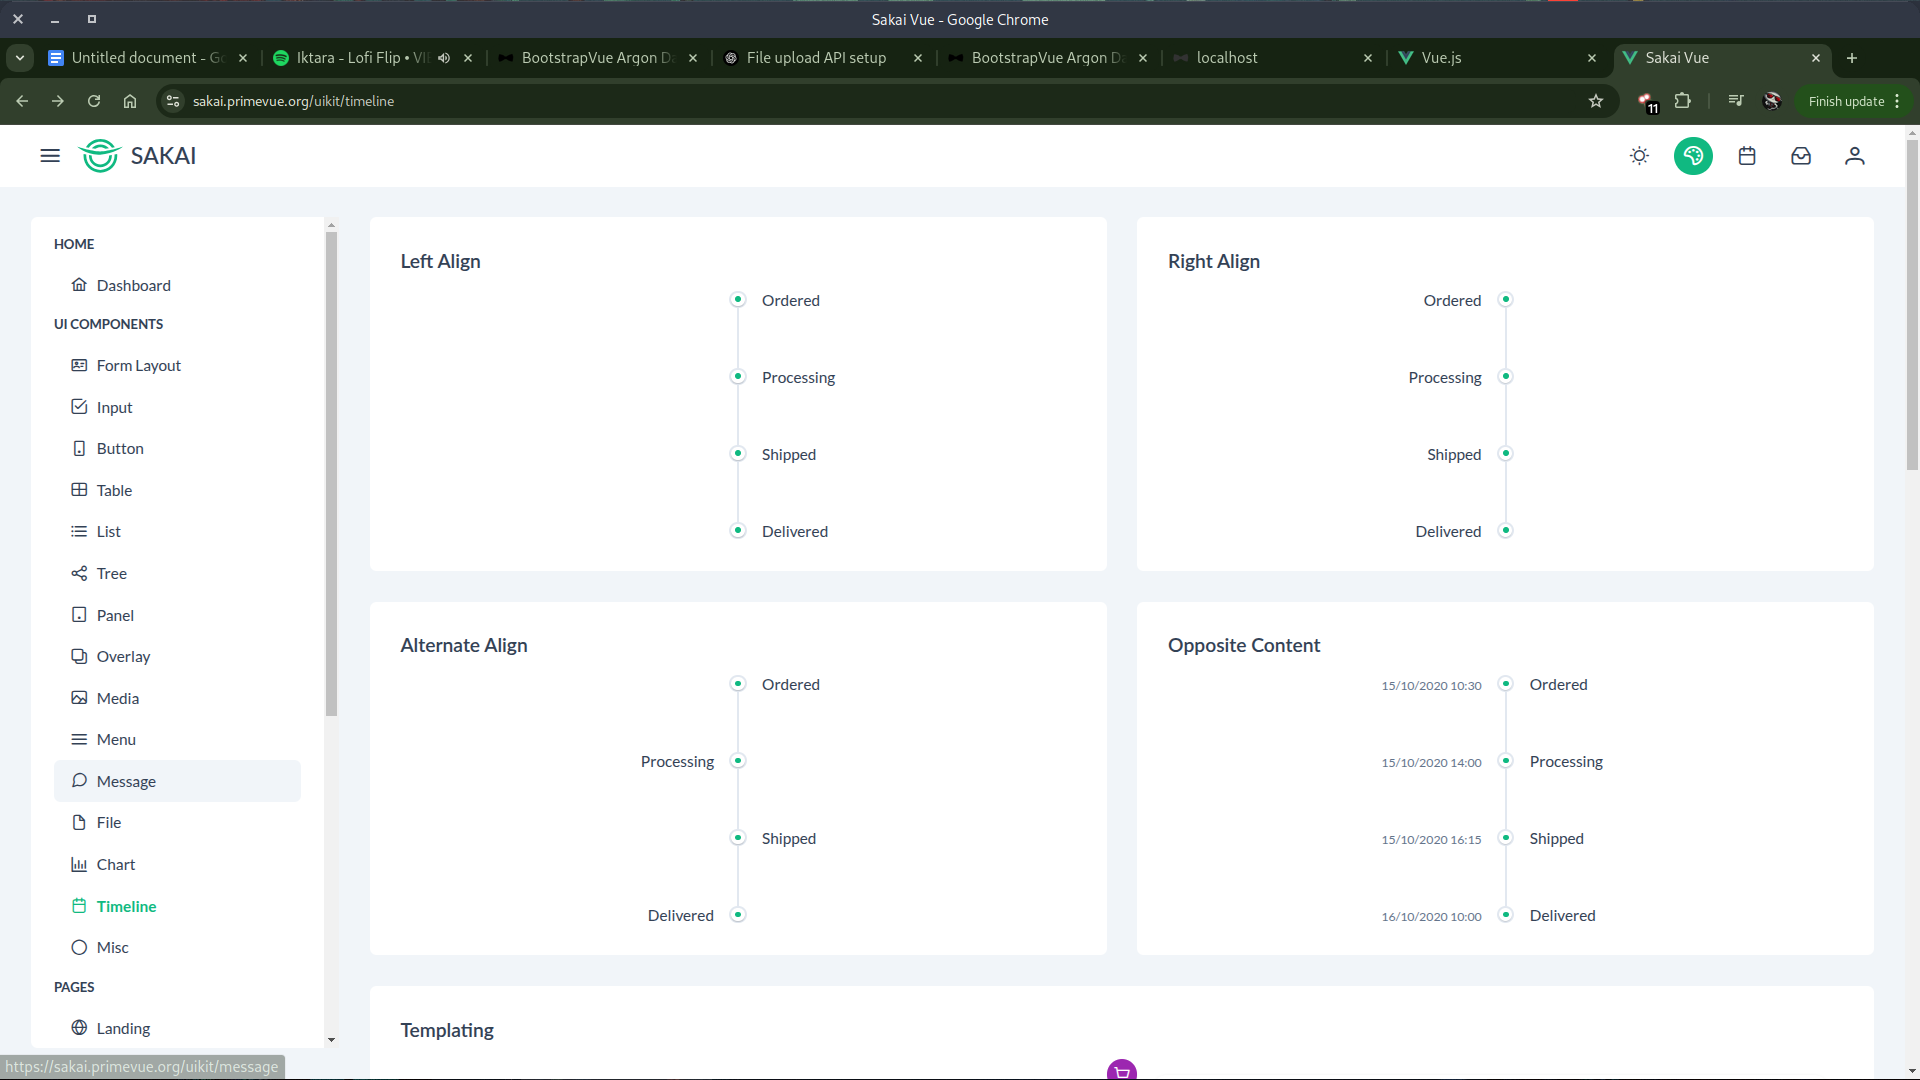 Sakai Vue - Google Chrome
Untitled document - Go
Iktara - Lofi Flip • VI
BootstrapVue Argon Da
File upload API setup
BootstrapVue Argon D
localhost
Vue.js
Sakai Vue
sakai.primevue.org/uikit/timeline
11
Finish update
SAKAI
HOME
Dashboard
UI COMPONENTS
Form Layout
Input
Button
Table
List
Tree
Panel
Overlay
Media
Menu
Message
File
Chart
Timeline
Misc
PAGES
Landing
Left Align
Ordered
Processing
Shipped
Delivered
Right Align
Ordered
Processing
Shipped
Delivered
Alternate Align
Ordered
Processing
Shipped
Delivered
Opposite Content
15/10/2020 10:30 Ordered
15/10/2020 14:00 Processing
15/10/2020 16:15 Shipped
16/10/2020 10:00 Delivered
Templating
https://sakai.primevue.org/uikit/message